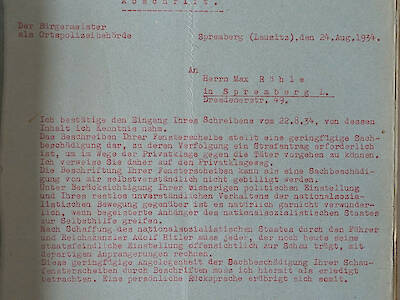 Abschrift.
Der Bürgermeister
als Ortspolizeibehörde
Spremberg (Lausitz), den 24.Aug.1934.
An
Herrn Max Röhle
in Spremberg L.
Dresdenerstr. 49.
Ich bestätige den Eingang Ihres Schreibens vom 22.8.34, von dessen
Inhalt ich Kenntnis nahm.
Das Beschreiben Ihrer Fensterscheibe stellt eine geringfügige Sach-
beschädigung dar, zu deren Verfolgung ein Strafantrag erforderlich
ist, um im Wege der Privatklage gegen die Täter vorgehen zu können.
Ich verweise Sie daher auf den Privatklageweg.
Die Beschriftung Ihrer Fensterscheiben kann als eine Sachbeschädi-
gung von mir selbstverständlich nicht gebilligt werden.
Unter Berücksichtigung Ihrer bisherigen politischen Einstellung
und Ihres restlos unverständlichen Verhaltens der nationalsozia-
listischen Bewegung gegenüber ist es natürlich garnicht verwunder-
lich, wenn begeisterte Anhänger des nationalsozialistischen Staates
zur Selbsthilfe greifen.
Nach Schaffung des nationalsozialistischen Staates durch den Führer
und Reichskanzler Adolf Hitler muss jeder, der noch heute seine
staatsfeindliche Einstellung offensichtlich zur Schau trägt, mit
derartigen Anprangerungen rechnen.
Diese geringfügige Angelegenheit der Sachbeschädigung Ihrer Schau-
fensterscheiben durch Beschriften muss ich hiermit als erledigt
betrachten. Eine persönliche Rücksprache erübrigt sich somit.